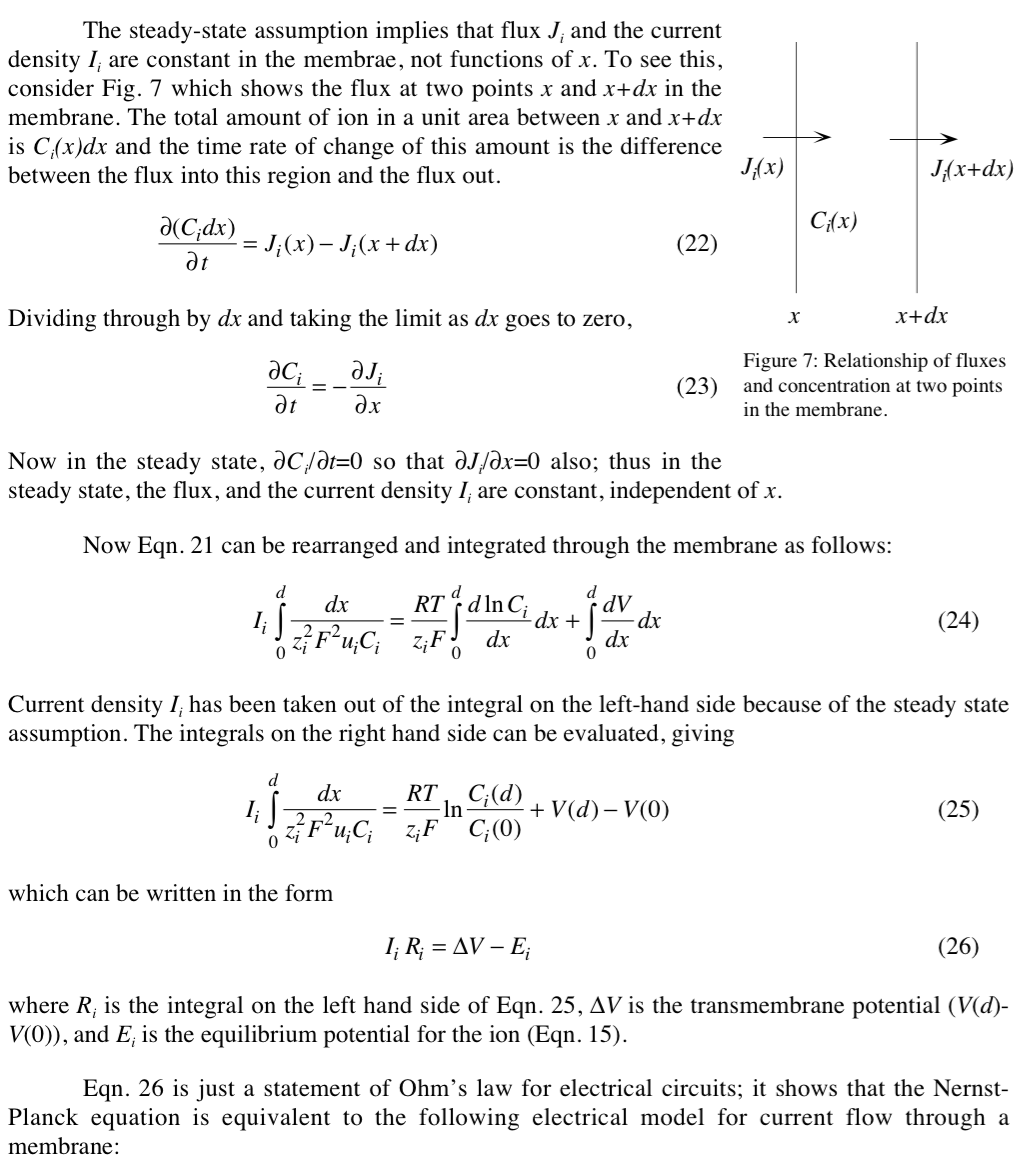 The steady-state assumption implies that flux J_i and the current
density I_i are constant in the membrae, not functions of x. To see this,
consider Fig. 7 which shows the flux at two points x and x+dx in the
membrane. The total amount of ion in a unit area between x and x+dx
is C_i(x)dx and the time rate of change of this amount is the difference
between the flux into this region and the flux out.
J_i(x)
J_i(x+dx)
C_i(x)
x
x+dx
Figure 7: Relationship of fluxes
and concentration at two points
in the membrane.
∂(C_i dx)/∂t = J_i(x) − J_i(x + dx) (22)
Dividing through by dx and taking the limit as dx goes to zero,
∂C_i/∂t = −∂J_i/∂x (23)
Now in the steady state, ∂C_i/∂t=0 so that ∂J_i/∂x=0 also; thus in the
steady state, the flux, and the current density I_i are constant, independent of x.
Now Eqn. 21 can be rearranged and integrated through the membrane as follows:
I_i ∫_0^d dx/(z_i^2 F^2 u_i C_i) = RT/(z_i F) ∫_0^d (d ln C_i/dx) dx + ∫_0^d (dV/dx) dx (24)
Current density I_i has been taken out of the integral on the left-hand side because of the steady state
assumption. The integrals on the right hand side can be evaluated, giving
I_i ∫_0^d dx/(z_i^2 F^2 u_i C_i) = RT/(z_i F) ln C_i(d)/C_i(0) + V(d) − V(0) (25)
which can be written in the form
I_i R_i = ΔV − E_i (26)
where R_i is the integral on the left hand side of Eqn. 25, ΔV is the transmembrane potential (V(d)-
V(0)), and E_i is the equilibrium potential for the ion (Eqn. 15).
Eqn. 26 is just a statement of Ohm's law for electrical circuits; it shows that the Nernst-
Planck equation is equivalent to the following electrical model for current flow through a
membrane: